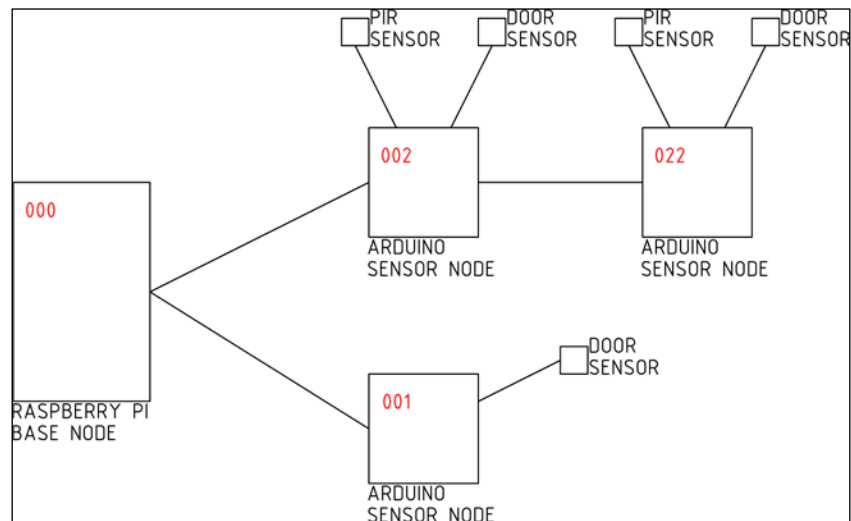 PIR
SENSOR
DOOR
SENSOR
PIR
SENSOR
DOOR
SENSOR
002
022
000
ARDUINO
SENSOR NODE
ARDUINO
SENSOR NODE
DOOR
SENSOR
001
RASPBERRY PI
BASE NODE
ARDUINO
SENSOR NODE